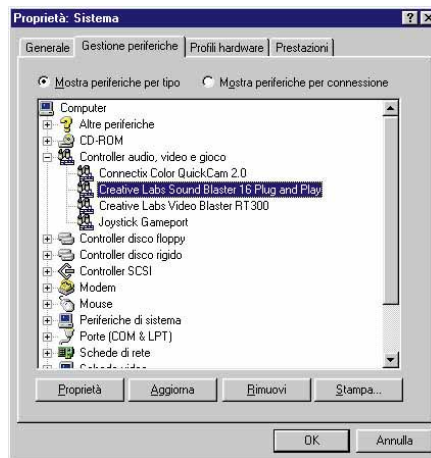 Proprietà: Sistema
Generale Gestione periferiche Profili hardware Prestazioni
Mostra periferiche per tipo Mostra periferiche per connessione
Computer
Altre periferiche
CD-ROM
Controller audio, video e gioco
Connectix Color QuickCam 2.0
Creative Labs Sound Blaster 16 Plug and Play
Creative Labs Video Blaster RT300
Joystick Gameport
Controller disco floppy
Controller disco rigido
Controller SCSI
Modem
Mouse
Periferiche di sistema
Porte (COM & LPT)
Schede di rete
Schede video
Proprietà Aggiorna Rimuovi Stampa...
OK Annulla